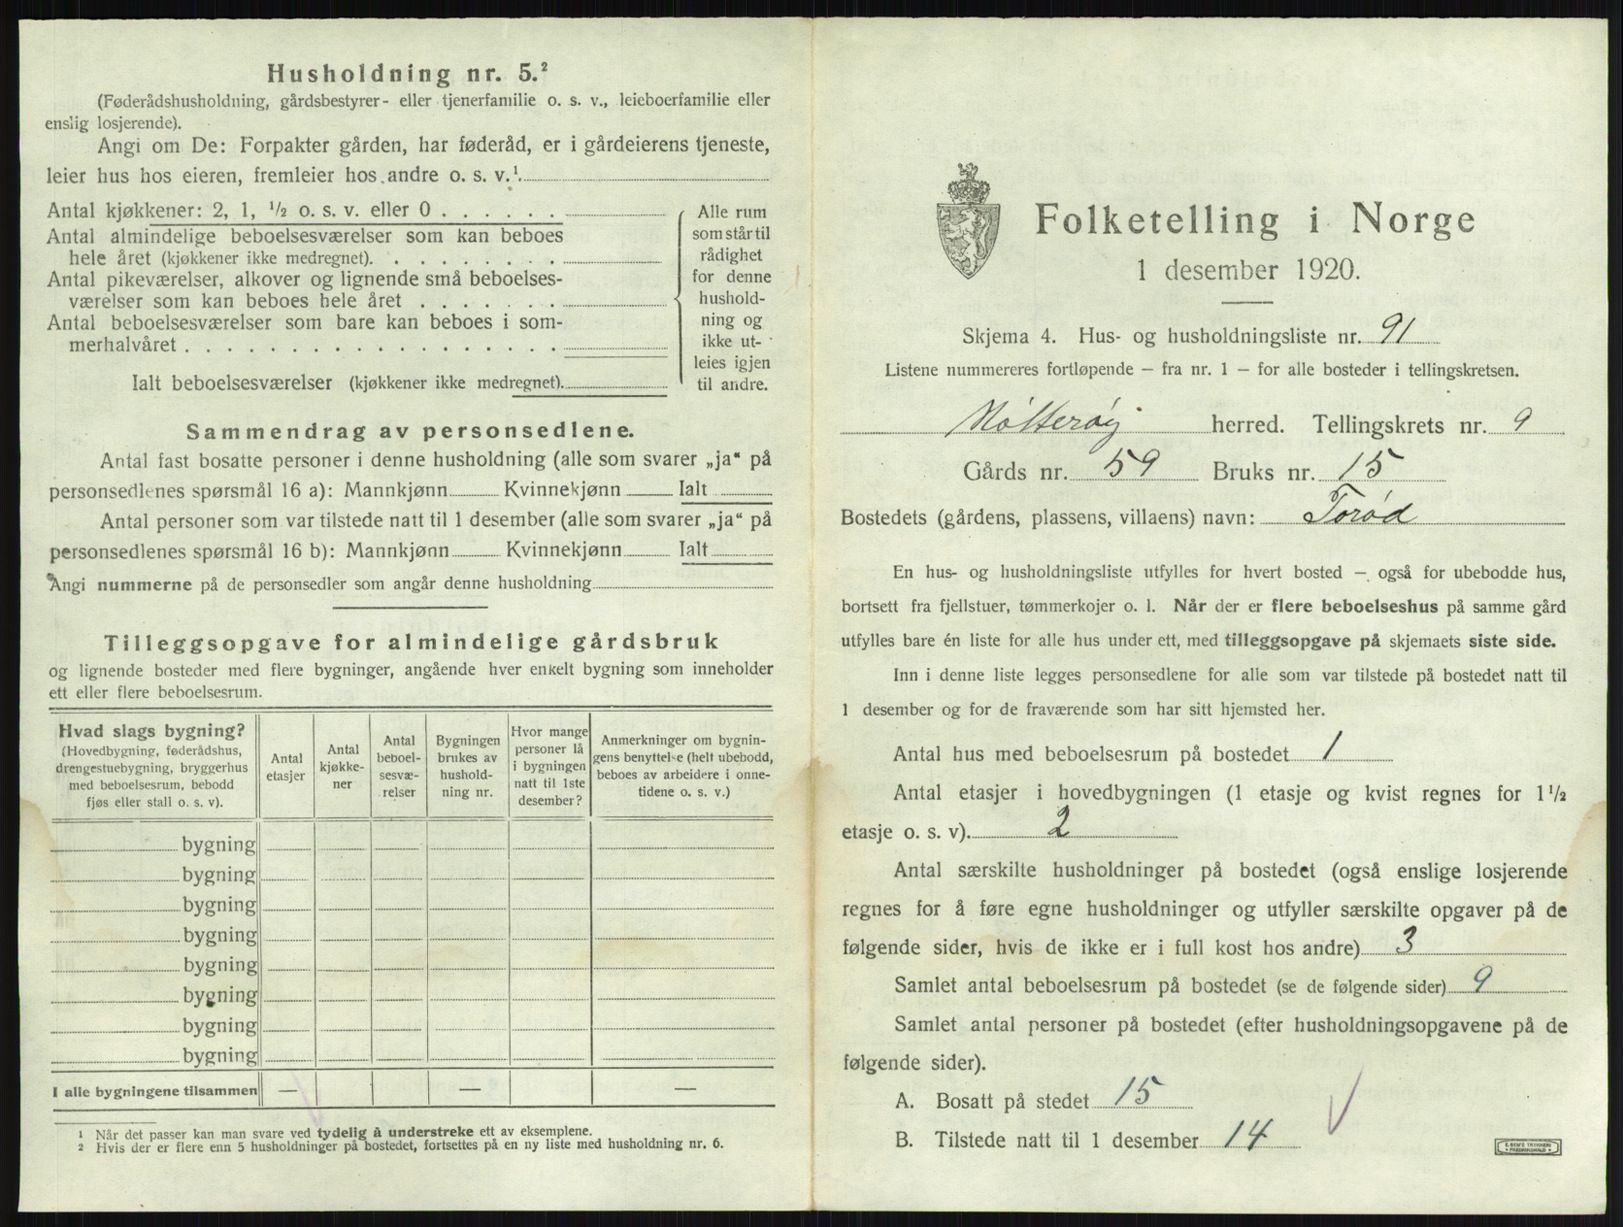 Husholdning nr. 5.²
(Føderådshusholdning, gårdsbestyrer- eller tjenerfamilie o. s. v., leieboerfamilie eller
enslig losjerende).
Angi om De: Forpakter gården, har føderåd, er i gårdeierens tjeneste,
leier hus hos eieren, fremleier hos andre o. s. v.¹
Antal kjøkkener: 2, 1, ½ o. s. v. eller 0 . . . . . .
Antal almindelige beboelsesværelser som kan beboes
hele året (kjøkkener ikke medregnet). . . . . . . . .
Antal pikeværelser, alkover og lignende små beboelses-
værelser som kan beboes hele året . . . . . . .
Antal beboelsesværelser som bare kan beboes i som-
merhalvåret . . . . . . . . . . . . . . . . . .
Ialt beboelsesværelser (kjøkkener ikke medregnet).
Alle rum
som står til
rådighet
for denne
hushold-
ning og
ikke ut-
leies igjen
til andre.
Sammendrag av personsedlene.
Antal fast bosatte personer i denne husholdning (alle som svarer „ja“ på
personsedlenes spørsmål 16 a): Mannkjønn Kvinnekjønn Ialt
Antal personer som var tilstede natt til 1 desember (alle som svarer „ja“ på
personsedlenes spørsmål 16 b): Mannkjønn Kvinnekjønn Ialt
Angi nummerne på de personsedler som angår denne husholdning
Tilleggsopgave for almindelige gårdsbruk
og lignende bosteder med flere bygninger, angående hver enkelt bygning som inneholder
ett eller flere beboelsesrum.
Hvad slags bygning?
(Hovedbygning, føderådshus,
drengestuebygning, bryggerhus
med beboelsesrum, bebodd
fjøs eller stall o. s. v).
Antal
etasjer
Antal
kjøkke-
ner
Antal
beboel-
sesvæ-
relser
Bygningen
brukes av
hushold-
ning nr.
Hvor mange
personer lå
i bygningen
natt til 1ste
desember?
Anmerkninger om bygnin-
gens benyttelse (helt ubebodd,
beboes av arbeidere i onne-
tidene o. s. v.)
bygning
bygning
bygning
bygning
bygning
bygning
bygning
bygning
I alle bygningene tilsammen — — —
¹ Når det passer kan man svare ved tydelig å understreke ett av eksemplene.
² Hvis der er flere enn 5 husholdninger på bostedet, fortsettes på en ny liste med husholdning nr. 6.
Folketelling i Norge
1 desember 1920.
Skjema 4. Hus- og husholdningsliste nr. 91
Listene nummereres fortløpende — fra nr. 1 — for alle bosteder i tellingskretsen.
Nøtterøy herred. Tellingskrets nr. 9
Gårds nr. 59 Bruks nr. 15
Bostedets (gårdens, plassens, villaens) navn: Torød
En hus- og husholdningsliste utfylles for hvert bosted — også for ubebodde hus,
bortsett fra fjellstuer, tømmerkojer o. l. Når der er flere beboelseshus på samme gård
utfylles bare én liste for alle hus under ett, med tilleggsopgave på skjemaets siste side.
Inn i denne liste legges personsedlene for alle som var tilstede på bostedet natt til
1 desember og for de fraværende som har sitt hjemsted her.
Antal hus med beboelsesrum på bostedet 1
Antal etasjer i hovedbygningen (1 etasje og kvist regnes for 1½
etasje o. s. v). 2
Antal særskilte husholdninger på bostedet (også enslige losjerende
regnes for å føre egne husholdninger og utfyller særskilte opgaver på de
følgende sider, hvis de ikke er i full kost hos andre) 3
Samlet antal beboelsesrum på bostedet (se de følgende sider) 9
Samlet antal personer på bostedet (efter husholdningsopgavene på de
følgende sider).
A. Bosatt på stedet 15
B. Tilstede natt til 1 desember 14